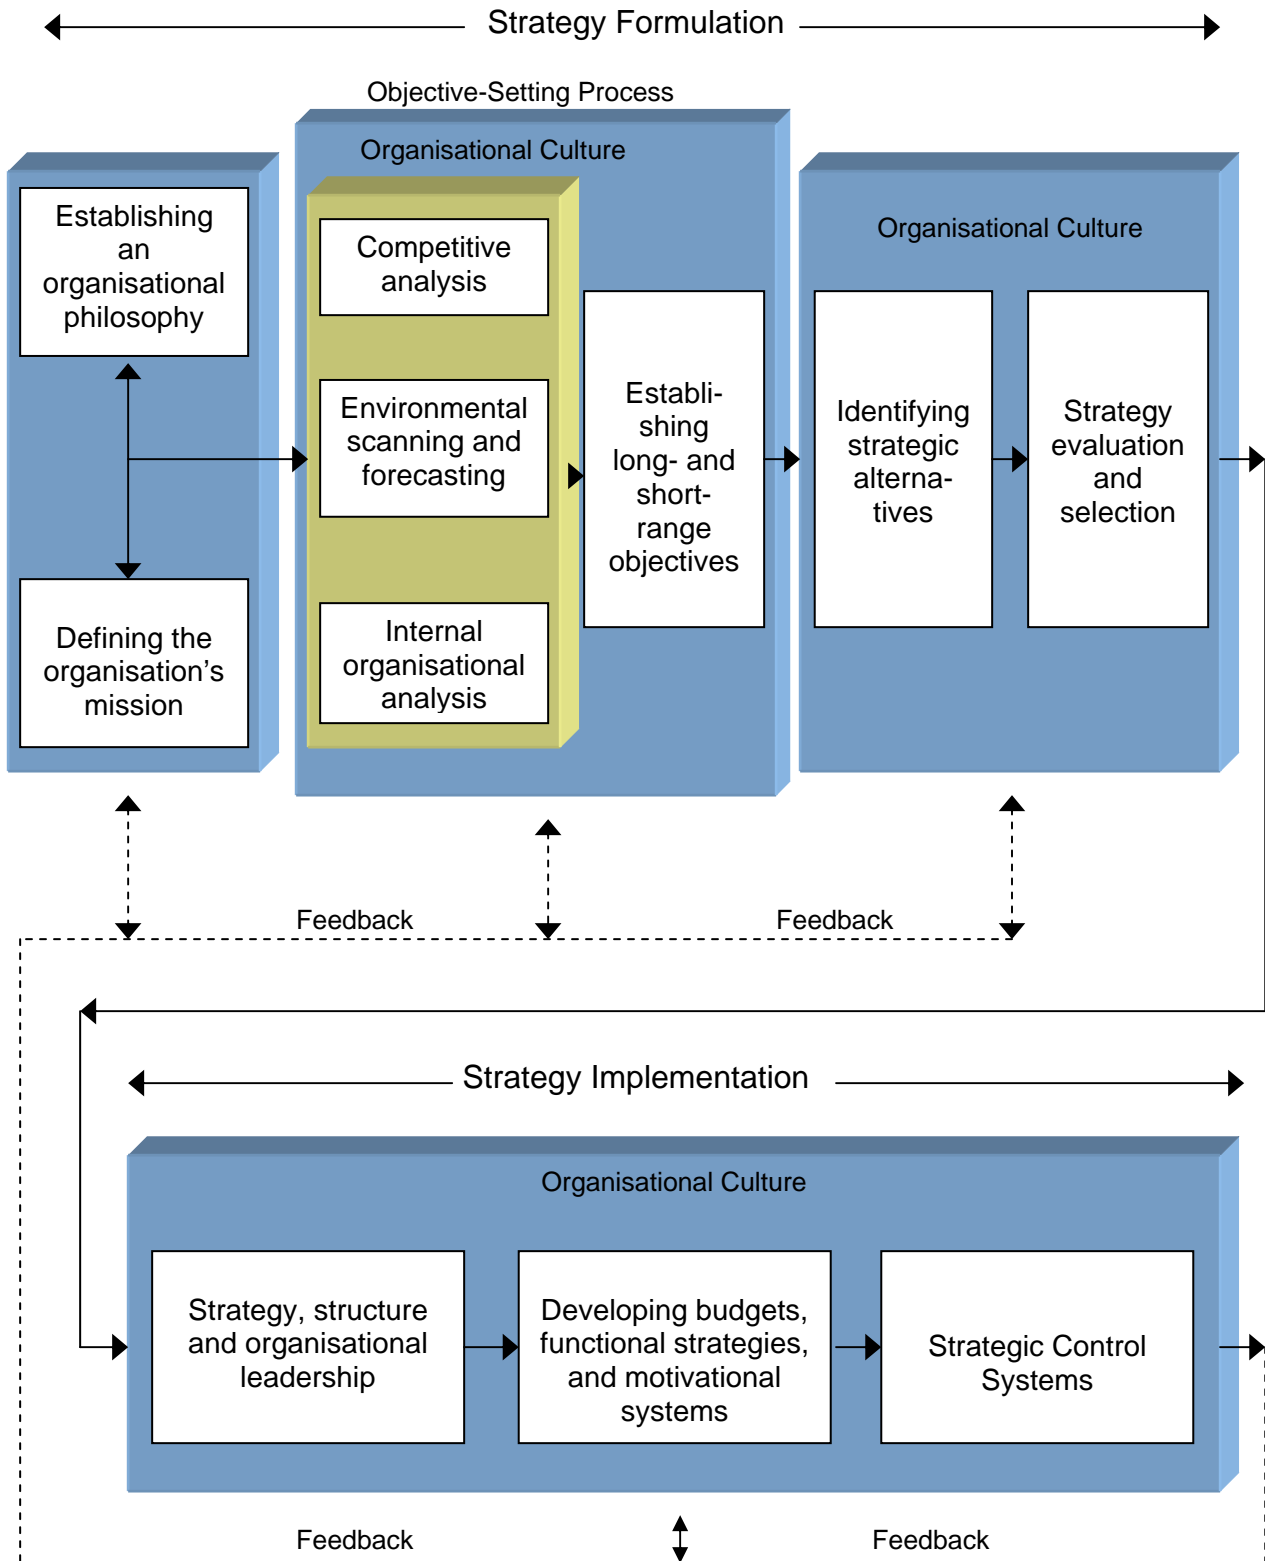 Strategy Formulation
Objective-Setting Process
Organisational Culture
Establishing
an
organisational
philosophy
Defining the
organisation’s
mission
Competitive
analysis
Environmental
scanning and
forecasting
Internal
organisational
analysis
Establi-
shing
long- and
short-
range
objectives
Organisational Culture
Identifying
strategic
alterna-
tives
Strategy
evaluation
and
selection
Feedback
Feedback
Strategy Implementation
Organisational Culture
Strategy, structure
and organisational
leadership
Developing budgets,
functional strategies,
and motivational
systems
Strategic Control
Systems
Feedback
Feedback